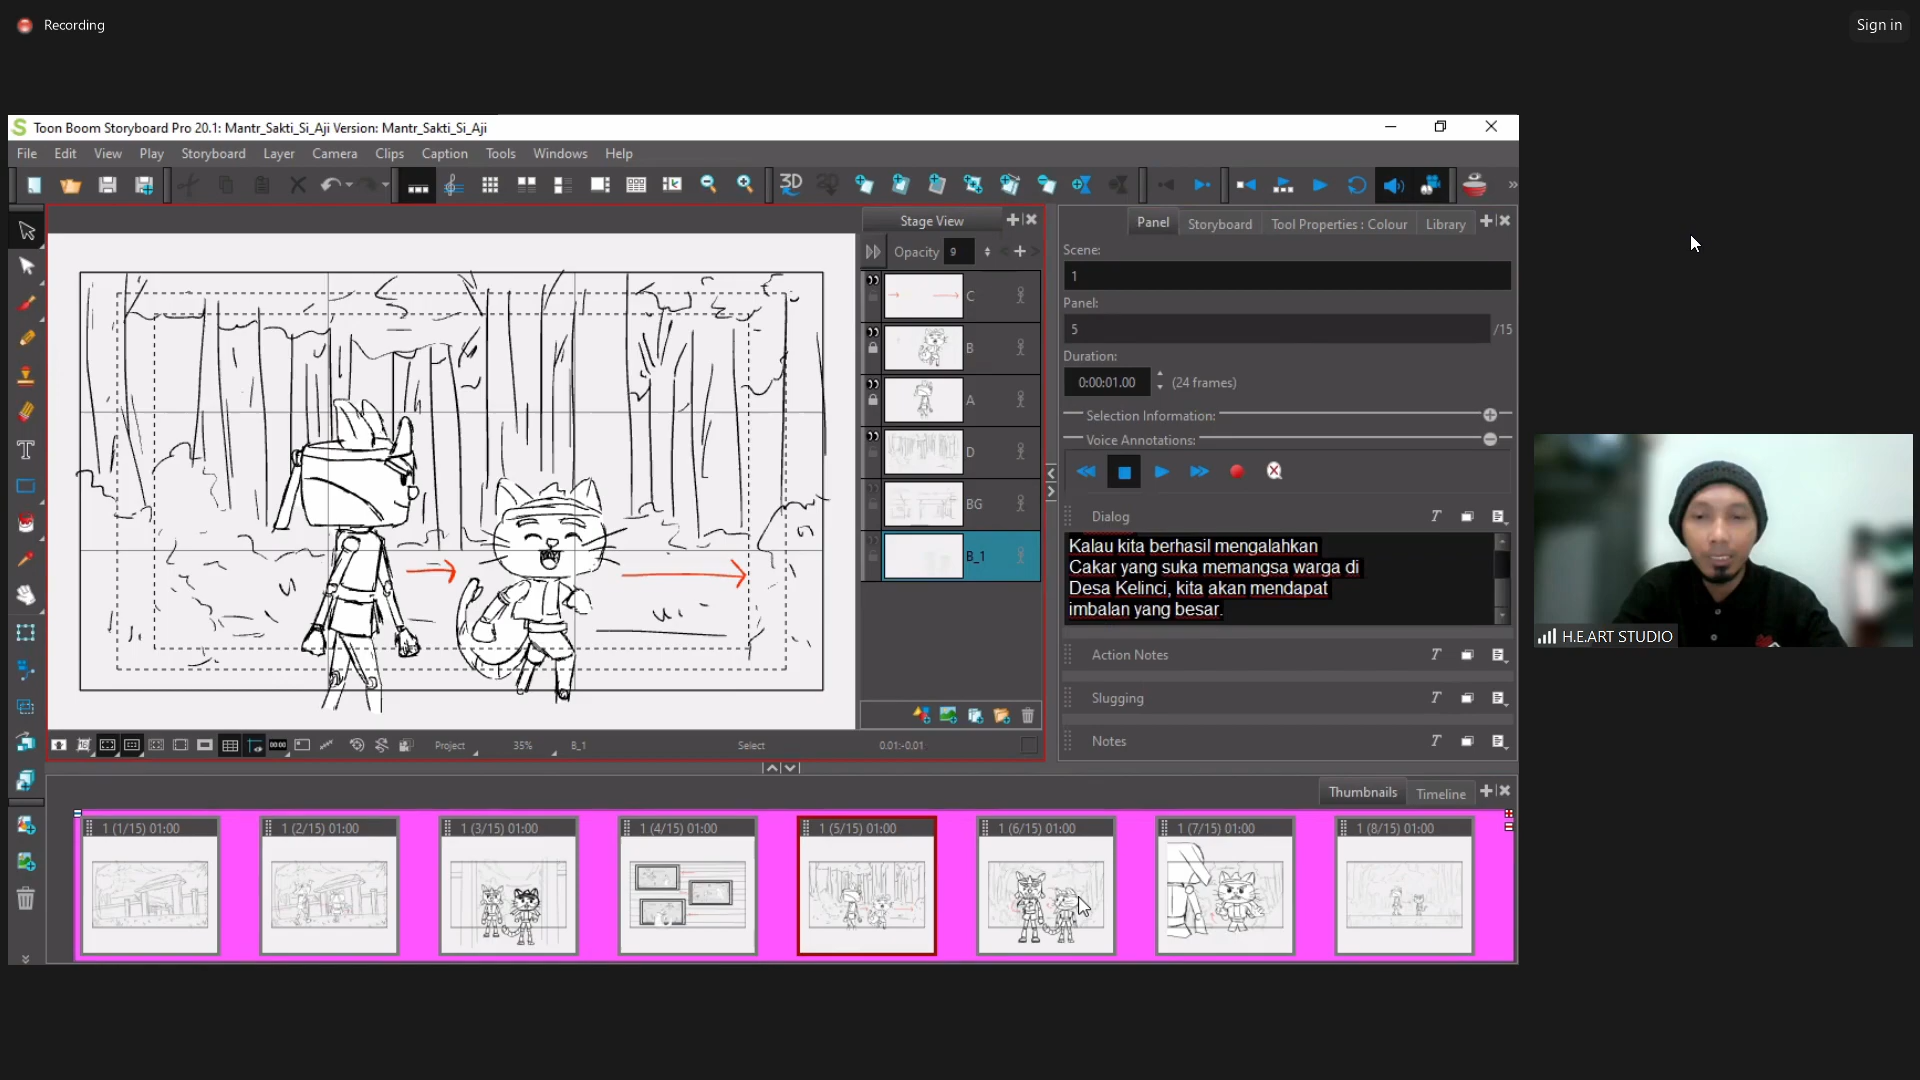 Recording
Sign in
Toon Boom Storyboard Pro 20.1: Mantr_Sakti_Si_Aji Version: Mantr_Sakti_Si_Aji
File Edit View Play Storyboard Layer Camera Clips Caption Tools Windows Help
3D
Stage View
Opacity 9
C
B
A
D
BG
B_1
Panel Storyboard Tool Properties : Colour Library
Scene:
1
Panel:
5 /15
Duration:
0:00:01.00 (24 frames)
Selection Information:
Voice Annotations:
Dialog
Kalau kita berhasil mengalahkan
Cakar yang suka memangsa warga di
Desa Kelinci, kita akan mendapat
imbalan yang besar.
Action Notes
Slugging
Notes
Project 35% B_1 Select 0.01:-0.01
Thumbnails Timeline
1 (1/15) 01:00
1 (2/15) 01:00
1 (3/15) 01:00
1 (4/15) 01:00
1 (5/15) 01:00
1 (6/15) 01:00
1 (7/15) 01:00
1 (8/15) 01:00
H.E.ART STUDIO